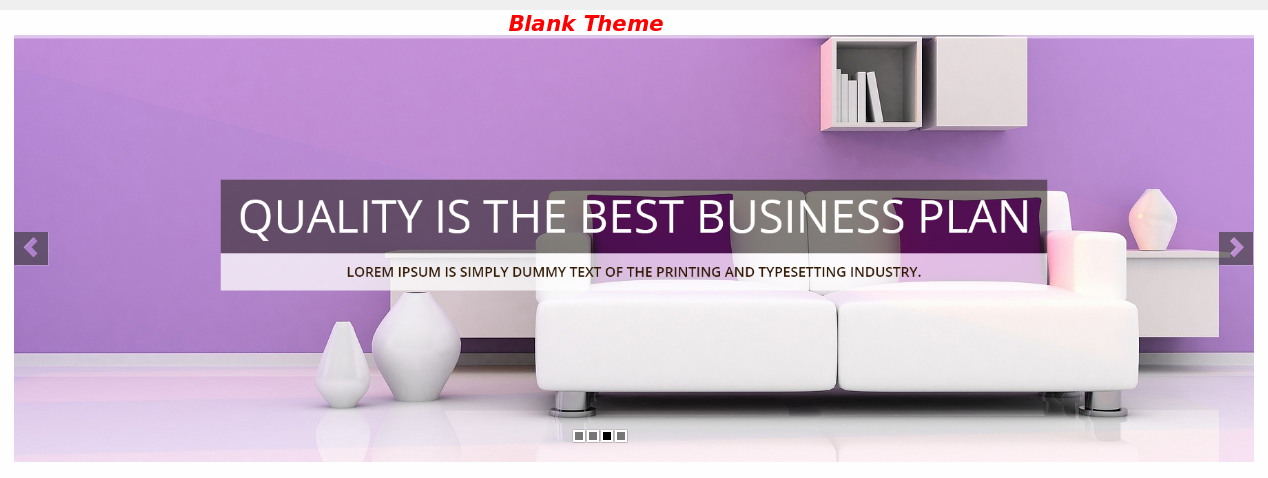 Blank Theme
QUALITY IS THE BEST BUSINESS PLAN
LOREM IPSUM IS SIMPLY DUMMY TEXT OF THE PRINTING AND TYPESETTING INDUSTRY.